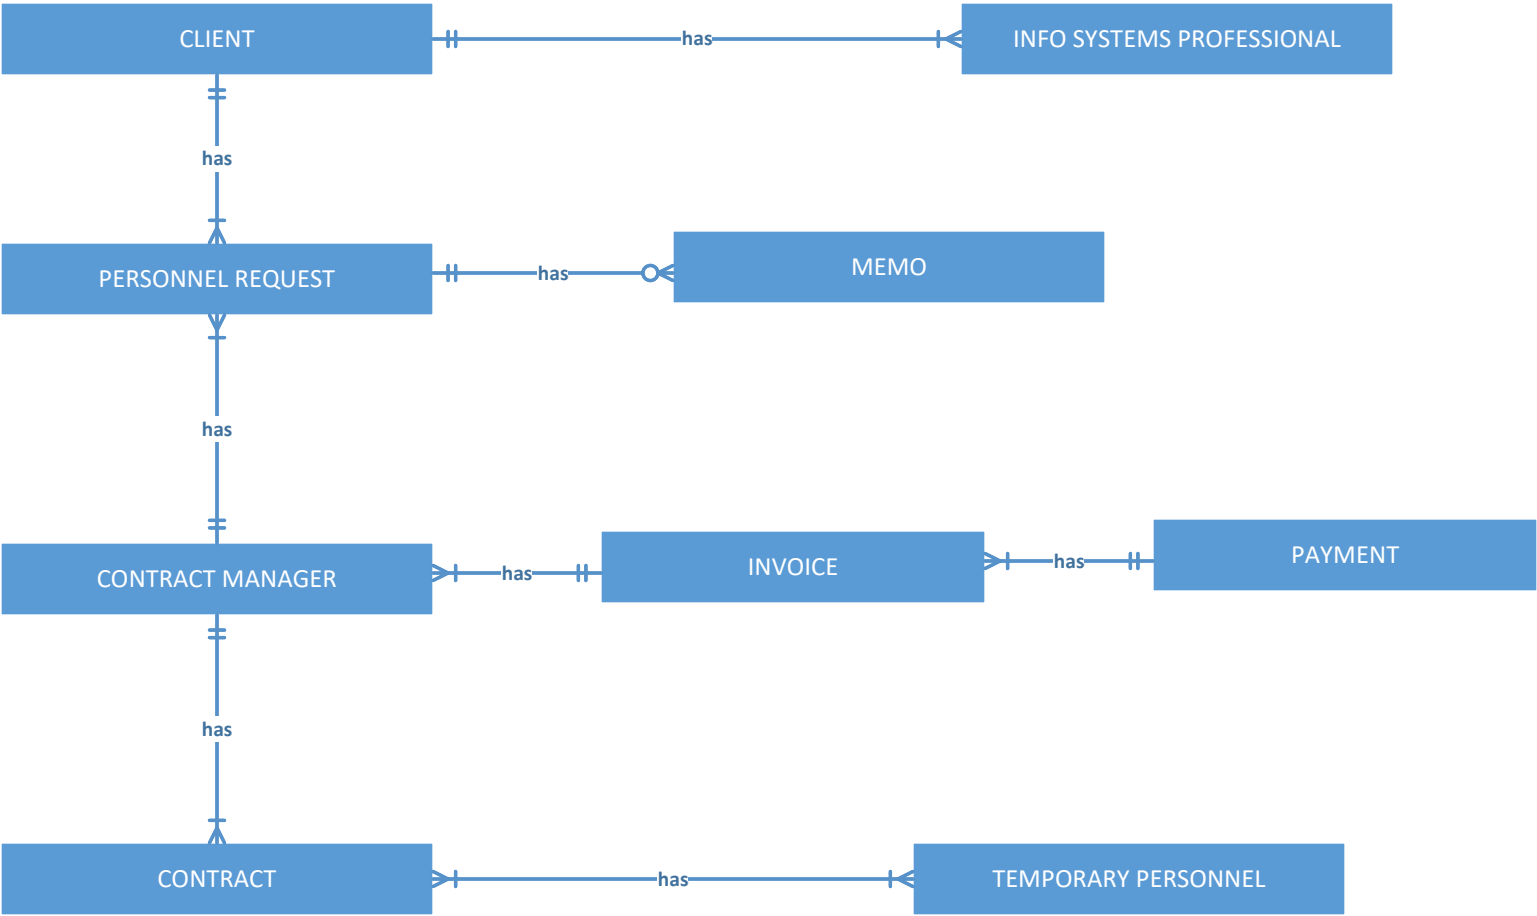 CLIENT
has
INFO SYSTEMS PROFESSIONAL
has
PERSONNEL REQUEST
has
MEMO
has
CONTRACT MANAGER
has
INVOICE
has
PAYMENT
has
CONTRACT
has
TEMPORARY PERSONNEL